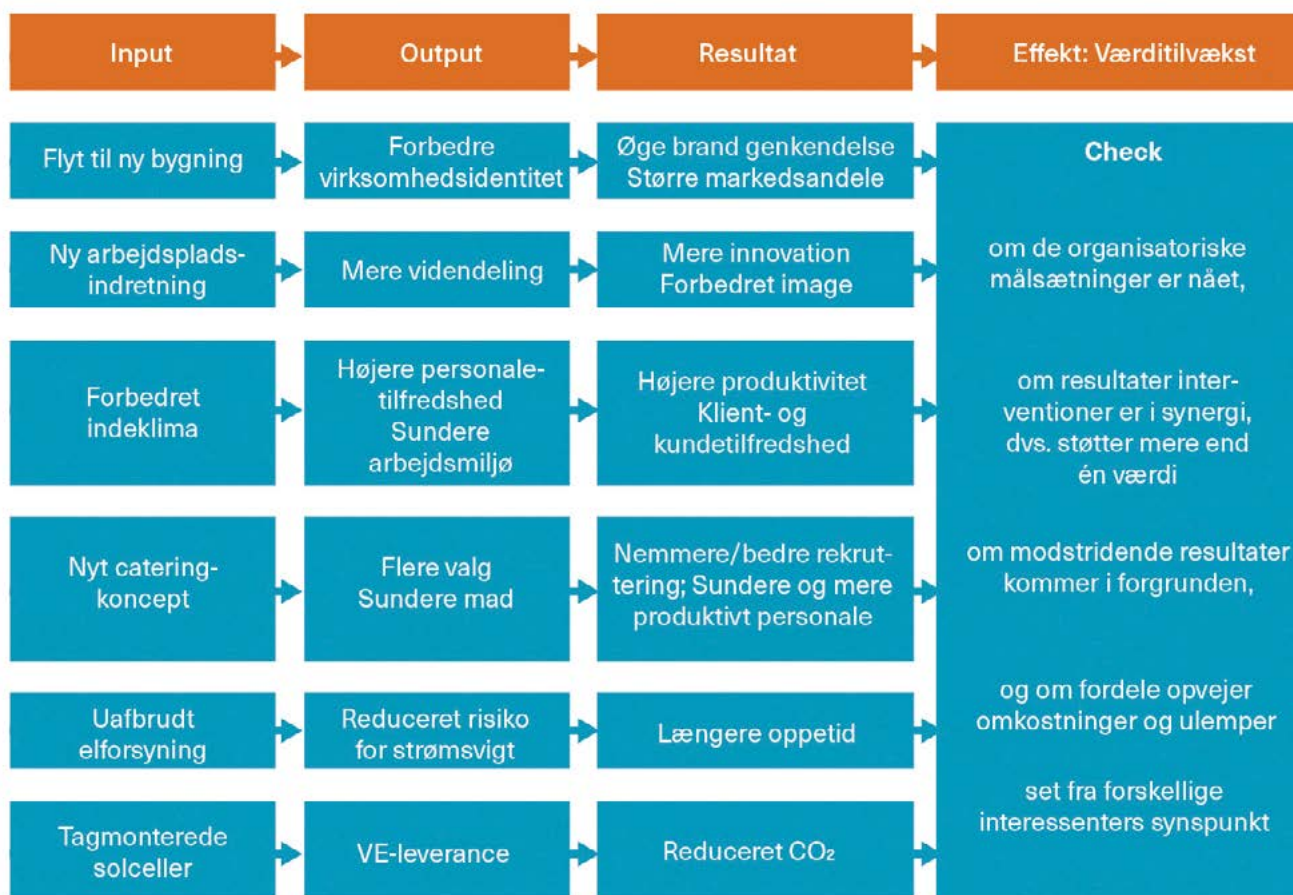 Input
Output
Resultat
Effekt: Værditilvækst
Flyt til ny bygning
Forbedre
virksomhedsidentitet
Øge brand genkendelse
Større markedsandele
Ny arbejdsplads-
indretning
Mere videndeling
Mere innovation
Forbedret image
Forbedret
indeklima
Højere personale-
tilfredshed
Sundere
arbejdsmiljø
Højere produktivitet
Klient- og
kundetilfredshed
Nyt catering-
koncept
Flere valg
Sundere mad
Nemmere/bedre rekrut-
tering; Sundere og mere
produktivt personale
Uafbrudt
elforsyning
Reduceret risiko
for strømsvigt
Længere oppetid
Tagmonterede
solceller
VE-leverance
Reduceret CO₂
Check
om de organisatoriske
målsætninger er nået,
om resultater inter-
ventioner er i synergi,
dvs. støtter mere end
én værdi
om modstridende resultater
kommer i forgrunden,
og om fordele opvejer
omkostninger og ulemper
set fra forskellige
interessenters synspunkt